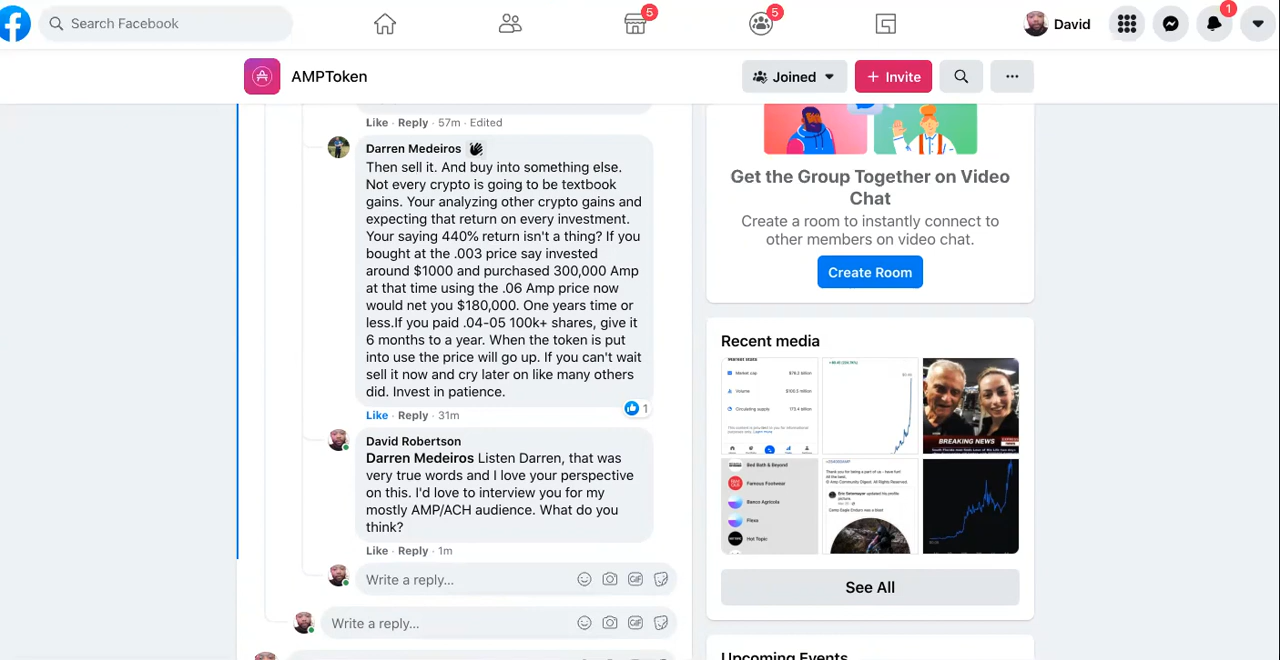 Search Facebook
5
5
David
1
AMPToken
Joined
+ Invite
Like · Reply · 57m · Edited
Darren Medeiros
Then sell it. And buy into something else.
Not every crypto is going to be textbook
gains. Your analyzing other crypto gains and
expecting that return on every investment.
Your saying 440% return isn't a thing? If you
bought at the .003 price say invested
around $1000 and purchased 300,000 Amp
at that time using the .06 Amp price now
would net you $180,000. One years time or
less.If you paid .04-05 100k+ shares, give it
6 months to a year. When the token is put
into use the price will go up. If you can't wait
sell it now and cry later on like many others
did. Invest in patience.
1
Like · Reply · 31m
David Robertson
Darren Medeiros Listen Darren, that was
very true words and I love your perspective
on this. I'd love to interview you for my
mostly AMP/ACH audience. What do you
think?
Like · Reply · 1m
Write a reply...
Write a reply...
Get the Group Together on Video
Chat
Create a room to instantly connect to
other members on video chat.
Create Room
Recent media
Market stats
Market cap
Volume
Circulating supply
BREAKING NEWS
Bed Bath & Beyond
Famous Footwear
Banco Agricola
Flexa
Hot Topic
See All
Upcoming Events